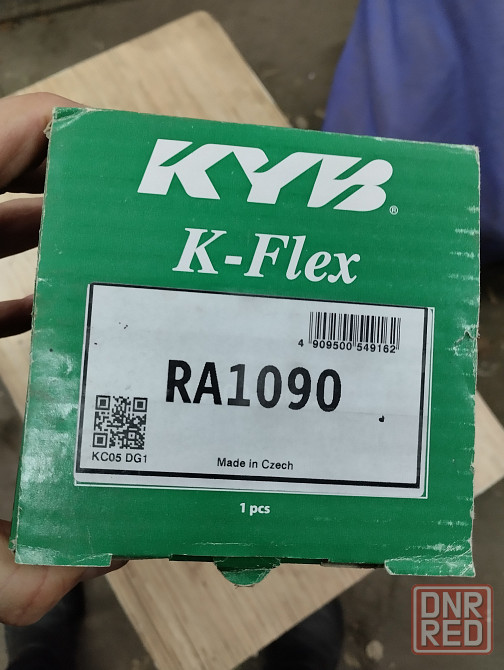 KYB®
K-Flex
4 909500 549162
RA1090
KC05 DG1
Made in Czech
1 pcs
DNR
RED